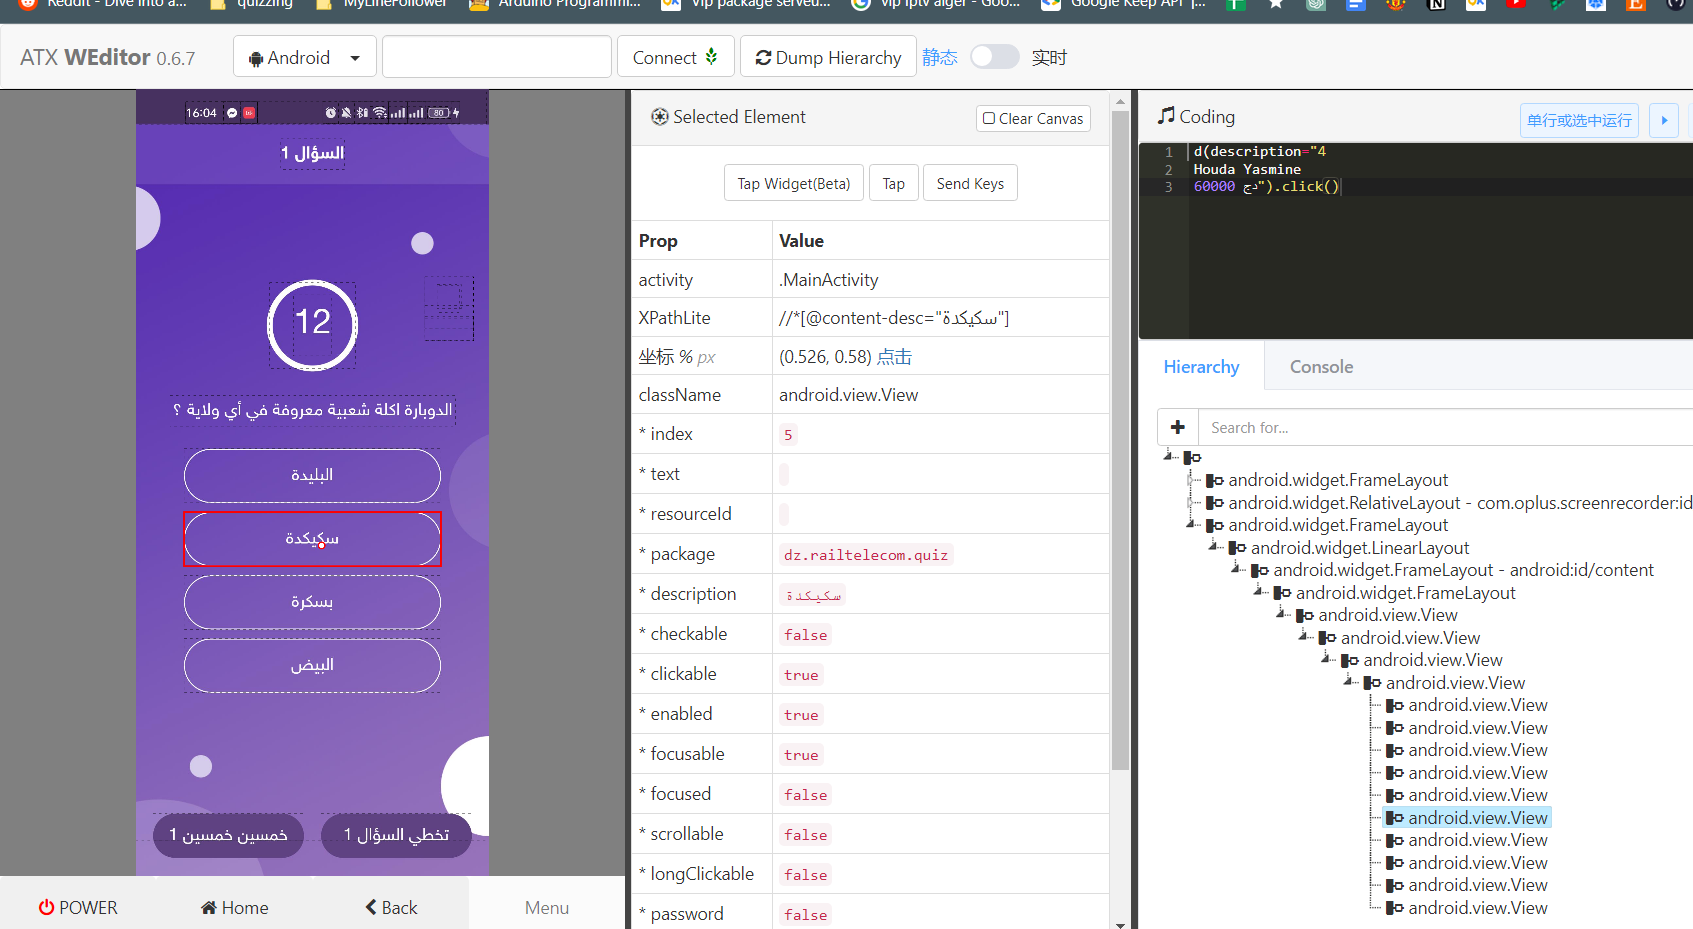 Reddit - Dive into a...
quizzing
MyLineFollower
Arduino Programmi...
Vip package served...
vip iptv alger - Goo...
Google Keep API |...
ATX WEditor 0.6.7
Android
Connect
Dump Hierarchy
静态
实时
16:04
80
السؤال 1
12
الدوبارة اكلة شعبية معروفة في أي ولاية ؟
البليدة
سكيكدة
بسكرة
البيض
خمسين خمسين 1
تخطي السؤال 1
POWER
Home
Back
Menu
Selected Element
Clear Canvas
Tap Widget(Beta)
Tap
Send Keys
Prop Value
activity .MainActivity
XPathLite //*[@content-desc="سكيكدة"]
坐标 % px (0.526, 0.58) 点击
className android.view.View
* index 5
* text
* resourceId
* package dz.railtelecom.quiz
* description سكيكدة
* checkable false
* clickable true
* enabled true
* focusable true
* focused false
* scrollable false
* longClickable false
* password false
Coding
单行或选中运行
1 d(description="4
2 Houda Yasmine
3 60000 دج").click()
Hierarchy
Console
Search for...
android.widget.FrameLayout
android.widget.RelativeLayout - com.oplus.screenrecorder:id
android.widget.FrameLayout
android.widget.LinearLayout
android.widget.FrameLayout - android:id/content
android.widget.FrameLayout
android.view.View
android.view.View
android.view.View
android.view.View
android.view.View
android.view.View
android.view.View
android.view.View
android.view.View
android.view.View
android.view.View
android.view.View
android.view.View
android.view.View